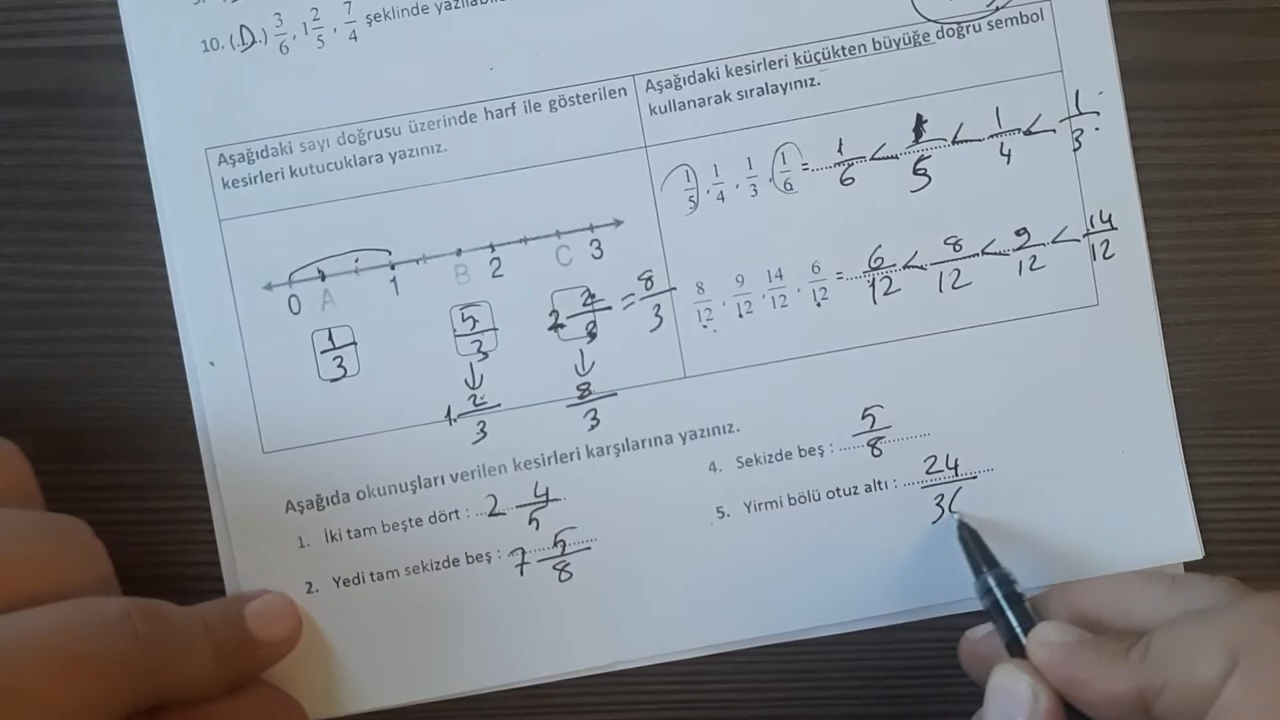 10. (.D.) 3/6, 1 2/5, 7/4 şeklinde
Aşağıdaki sayı doğrusu üzerinde harf ile gösterilen
kesirleri kutucuklara yazınız.
0 A 1 B 2 C 3
1/3 5/3 2 2/3 = 8/3
↓ ↓
1. 2/3 8/3
Aşağıdaki kesirleri küçükten büyüğe doğru sembol
kullanarak sıralayınız.
1/5, 1/4, 1/3, 1/6 = 1/6 < 1/5 < 1/4 < 1/3
8/12, 9/12, 14/12, 6/12 = 6/12 < 8/12 < 9/12 < 14/12
Aşağıda okunuşları verilen kesirleri karşılarına yazınız.
1. İki tam beşte dört : 2 4/5
2. Yedi tam sekizde beş : 7 5/8
4. Sekizde beş : 5/8
5. Yirmi bölü otuz altı : 24/36